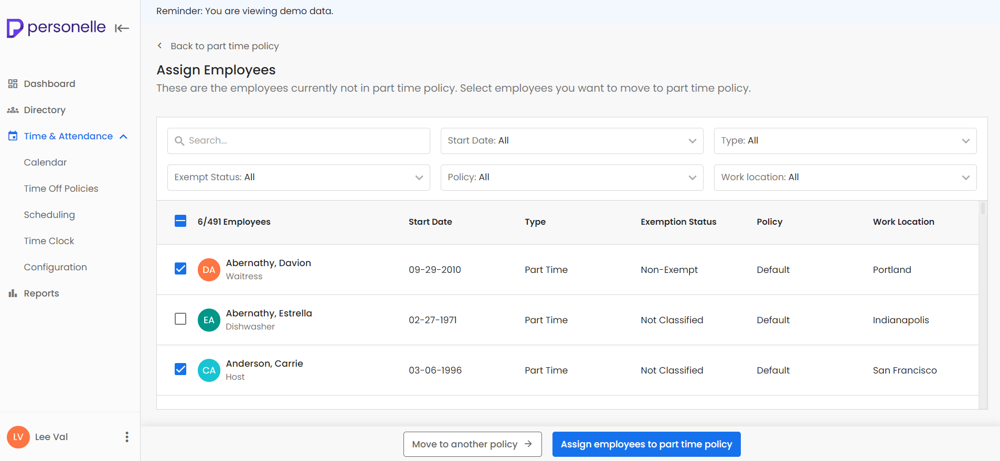 Reminder: You are viewing demo data.
personelle
Back to part time policy
Assign Employees
These are the employees currently not in part time policy. Select employees you want to move to part time policy.
Dashboard
Directory
Time & Attendance
Calendar
Time Off Policies
Scheduling
Time Clock
Configuration
Reports
LV Lee Val
Search...
Start Date: All
Type: All
Exempt Status: All
Policy: All
Work location: All
6/491 Employees Start Date Type Exemption Status Policy Work Location
DA Abernathy, Davion
Waitress
09-29-2010 Part Time Non-Exempt Default Portland
EA Abernathy, Estrella
Dishwasher
02-27-1971 Part Time Not Classified Default Indianapolis
CA Anderson, Carrie
Host
03-06-1996 Part Time Not Classified Default San Francisco
Move to another policy
Assign employees to part time policy